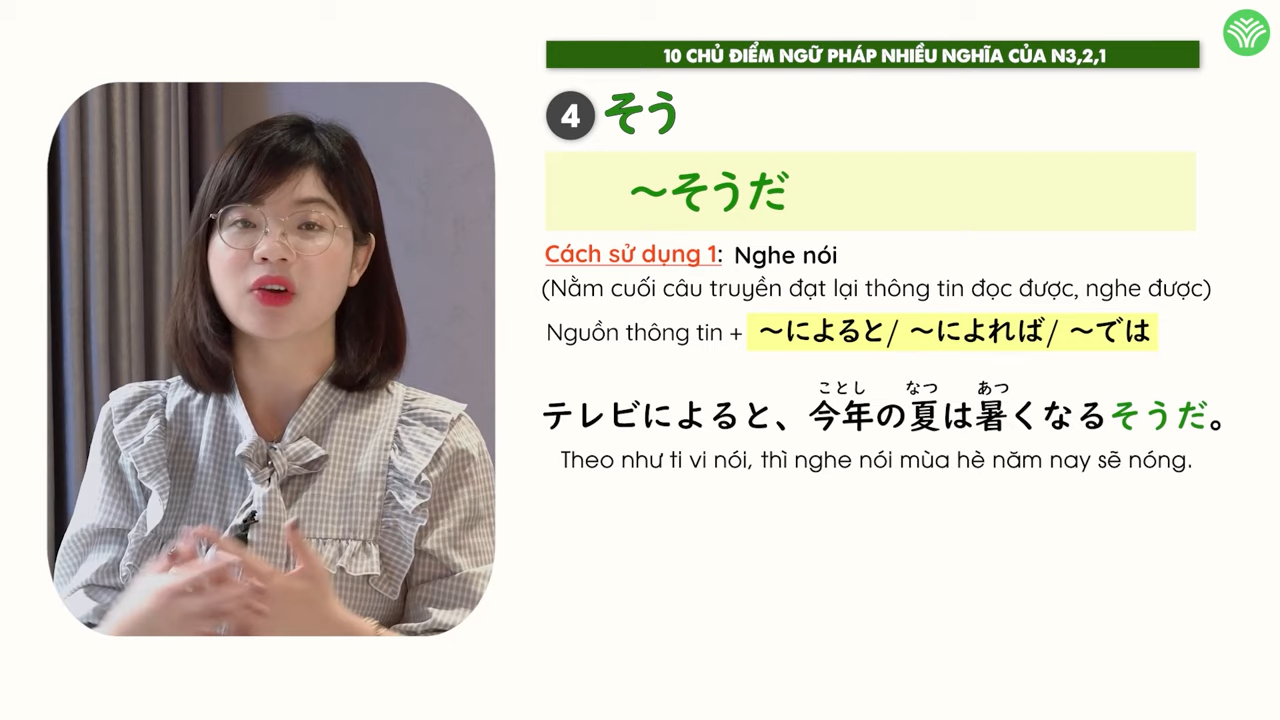 10 CHỦ ĐIỂM NGỮ PHÁP NHIỀU NGHĨA CỦA N3,2,1
4 そう
～そうだ
Cách sử dụng 1: Nghe nói
(Nằm cuối câu truyền đạt lại thông tin đọc được, nghe được)
Nguồn thông tin + ～によると/ ～によれば/ ～では
ことし なつ あつ
テレビによると、今年の夏は暑くなるそうだ。
Theo như ti vi nói, thì nghe nói mùa hè năm nay sẽ nóng.